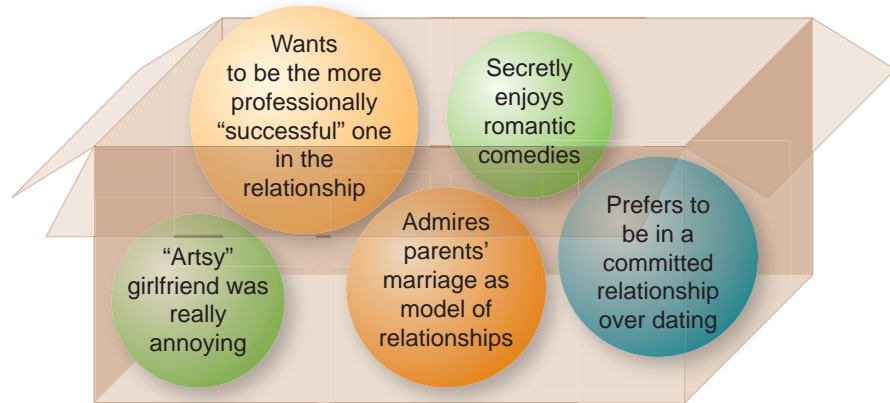 Wants
to be the more
professionally
“successful” one
in the
relationship
Secretly
enjoys
romantic
comedies
“Artsy”
girlfriend was
really
annoying
Admires
parents’
marriage as
model of
relationships
Prefers to
be in a
committed
relationship
over dating